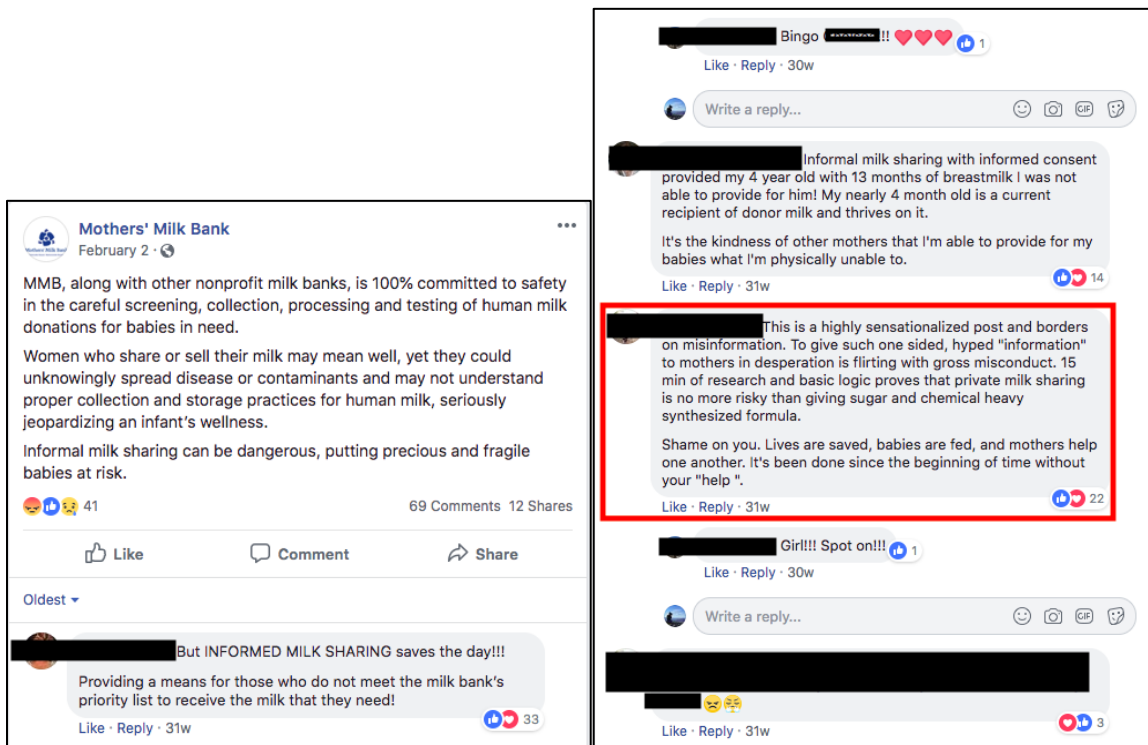 Mothers' Milk Bank
February 2 ·
MMB, along with other nonprofit milk banks, is 100% committed to safety
in the careful screening, collection, processing and testing of human milk
donations for babies in need.
Women who share or sell their milk may mean well, yet they could
unknowingly spread disease or contaminants and may not understand
proper collection and storage practices for human milk, seriously
jeopardizing an infant's wellness.
Informal milk sharing can be dangerous, putting precious and fragile
babies at risk.
41
69 Comments 12 Shares
Like
Comment
Share
Oldest
But INFORMED MILK SHARING saves the day!!!
Providing a means for those who do not meet the milk bank's
priority list to receive the milk that they need!
33
Like · Reply · 31w
Bingo !! 
1
Like · Reply · 30w
Write a reply...
GIF
Informal milk sharing with informed consent
provided my 4 year old with 13 months of breastmilk I was not
able to provide for him! My nearly 4 month old is a current
recipient of donor milk and thrives on it.
It's the kindness of other mothers that I'm able to provide for my
babies what I'm physically unable to.
14
Like · Reply · 31w
This is a highly sensationalized post and borders
on misinformation. To give such one sided, hyped "information"
to mothers in desperation is flirting with gross misconduct. 15
min of research and basic logic proves that private milk sharing
is no more risky than giving sugar and chemical heavy
synthesized formula.
Shame on you. Lives are saved, babies are fed, and mothers help
one another. It's been done since the beginning of time without
your "help ".
22
Like · Reply · 31w
Girl!!! Spot on!!!
1
Like · Reply · 30w
Write a reply...
GIF
3
Like · Reply · 31w